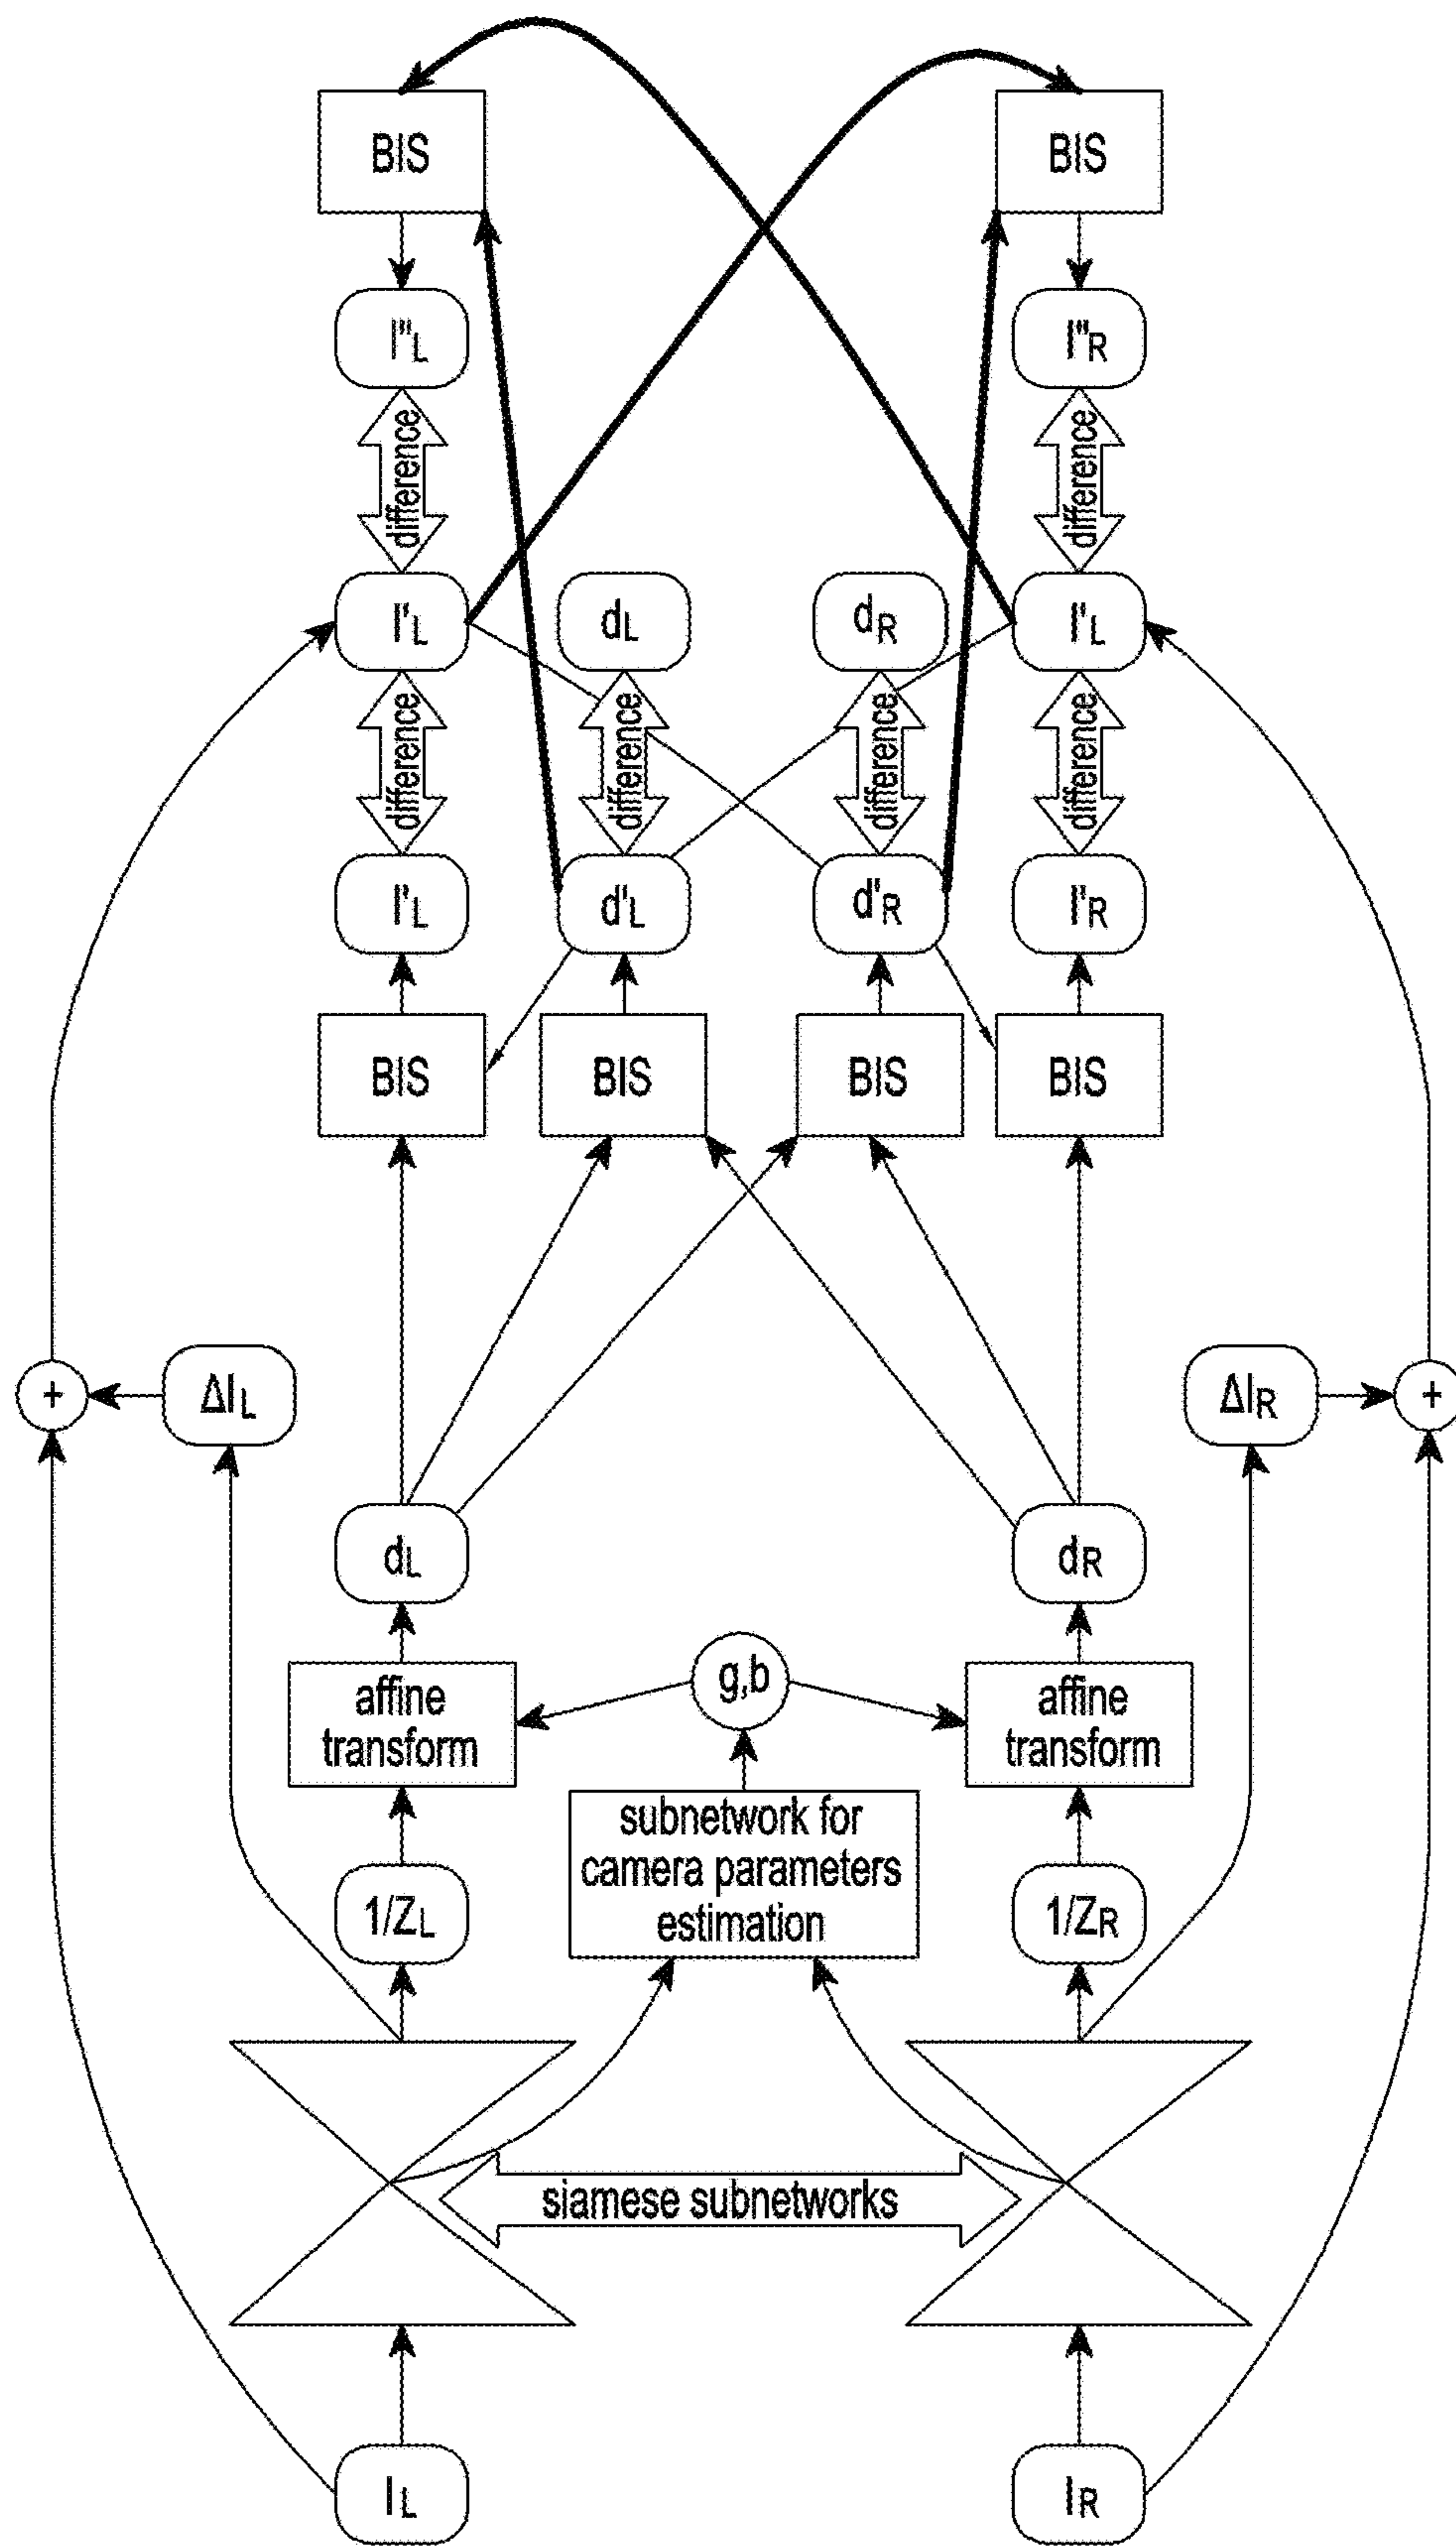 BIS BIS
I"L I"R
difference difference
I'L dL dR I'L
difference difference difference difference
I'L d'L d'R I'R
BIS BIS BIS BIS
+ ΔIL ΔIR +
dL dR
g,b
affine
transform
affine
transform
subnetwork for
camera parameters
estimation
1/ZL 1/ZR
siamese subnetworks
IL IR